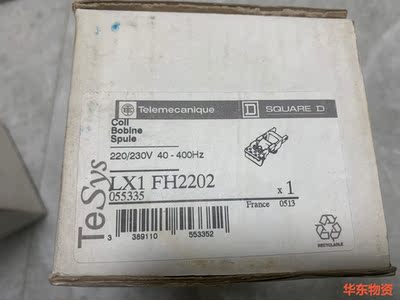 Telemecanique
SQUARE D
Coil
Bobine
Spule
220/230V 40-400Hz
TeSys
LX1 FH2202
055335
x 1
France 0513
3 389110 553352
RECYCLABLE
华东物资